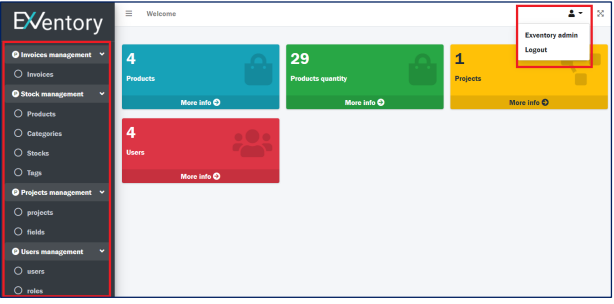 EXventory
Welcome
Exventory admin
Logout
Invoices management
Invoices
Stock management
Products
Categories
Stocks
Tags
Projects management
projects
fields
Users management
users
roles
4
Products
More info
29
Products quantity
More info
1
Projects
More info
4
Users
More info